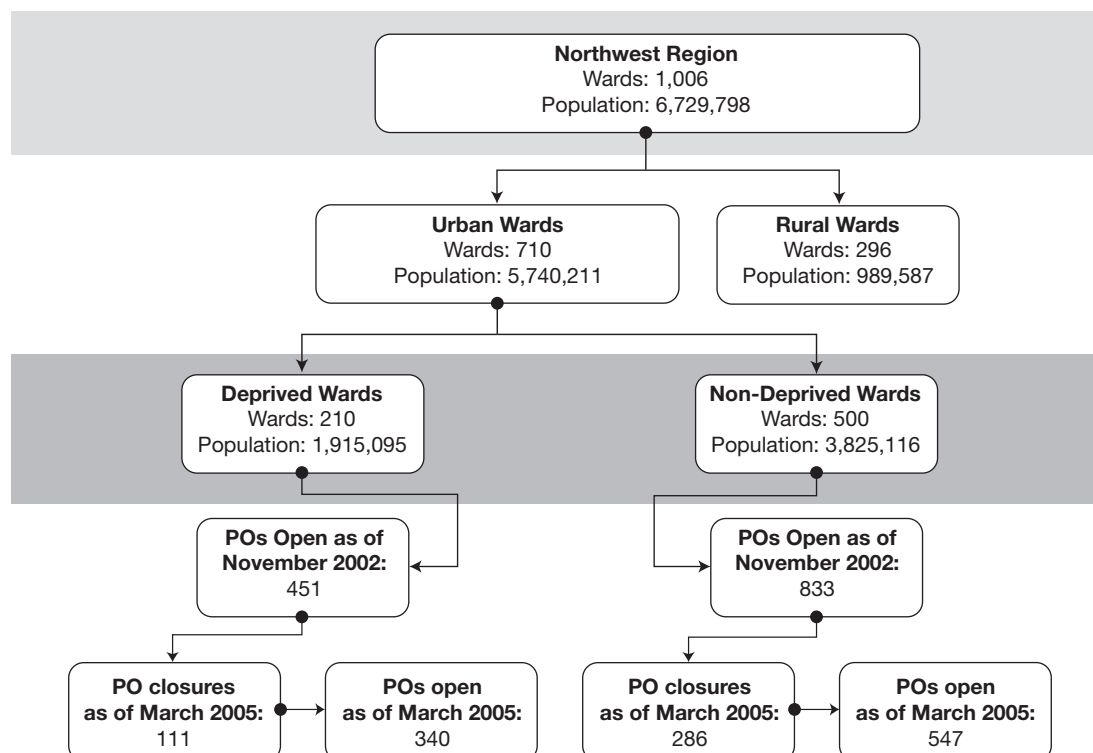 Northwest Region
Wards: 1,006
Population: 6,729,798
Urban Wards
Wards: 710
Population: 5,740,211
Rural Wards
Wards: 296
Population: 989,587
Deprived Wards
Wards: 210
Population: 1,915,095
Non-Deprived Wards
Wards: 500
Population: 3,825,116
POs Open as of
November 2002:
451
POs Open as of
November 2002:
833
PO closures
as of March 2005:
111
POs open
as of March 2005:
340
PO closures
as of March 2005:
286
POs open
as of March 2005:
547